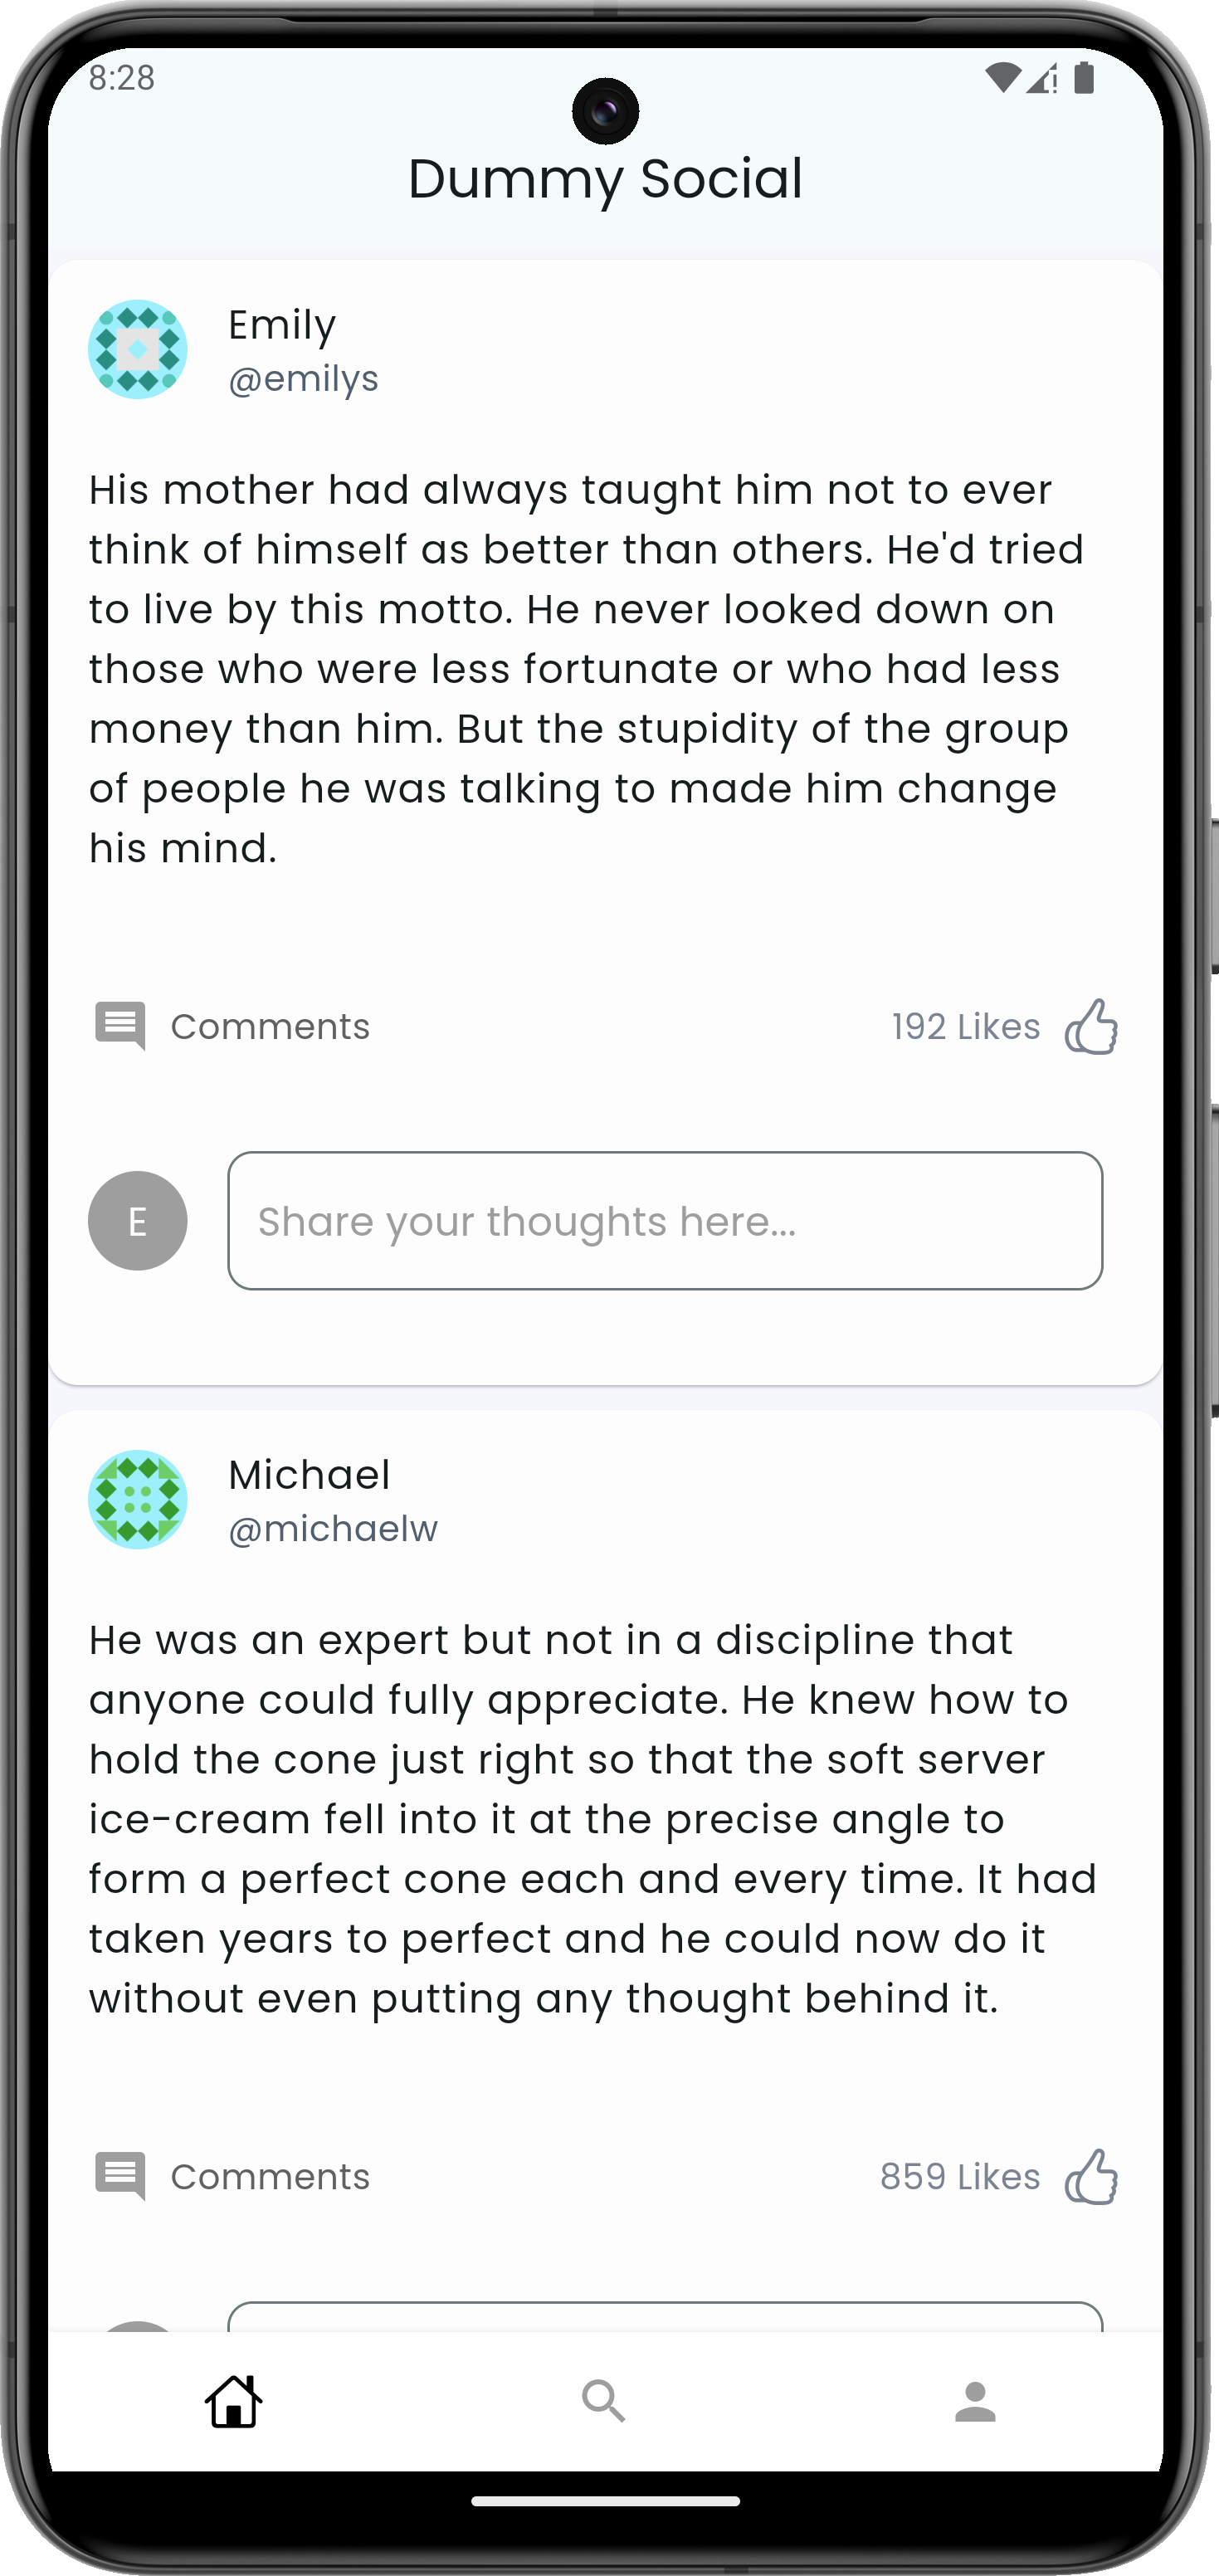 8:28
Dummy Social
Emily
@emilys
His mother had always taught him not to ever
think of himself as better than others. He'd tried
to live by this motto. He never looked down on
those who were less fortunate or who had less
money than him. But the stupidity of the group
of people he was talking to made him change
his mind.
Comments
192 Likes
E
Share your thoughts here...
Michael
@michaelw
He was an expert but not in a discipline that
anyone could fully appreciate. He knew how to
hold the cone just right so that the soft server
ice-cream fell into it at the precise angle to
form a perfect cone each and every time. It had
taken years to perfect and he could now do it
without even putting any thought behind it.
Comments
859 Likes